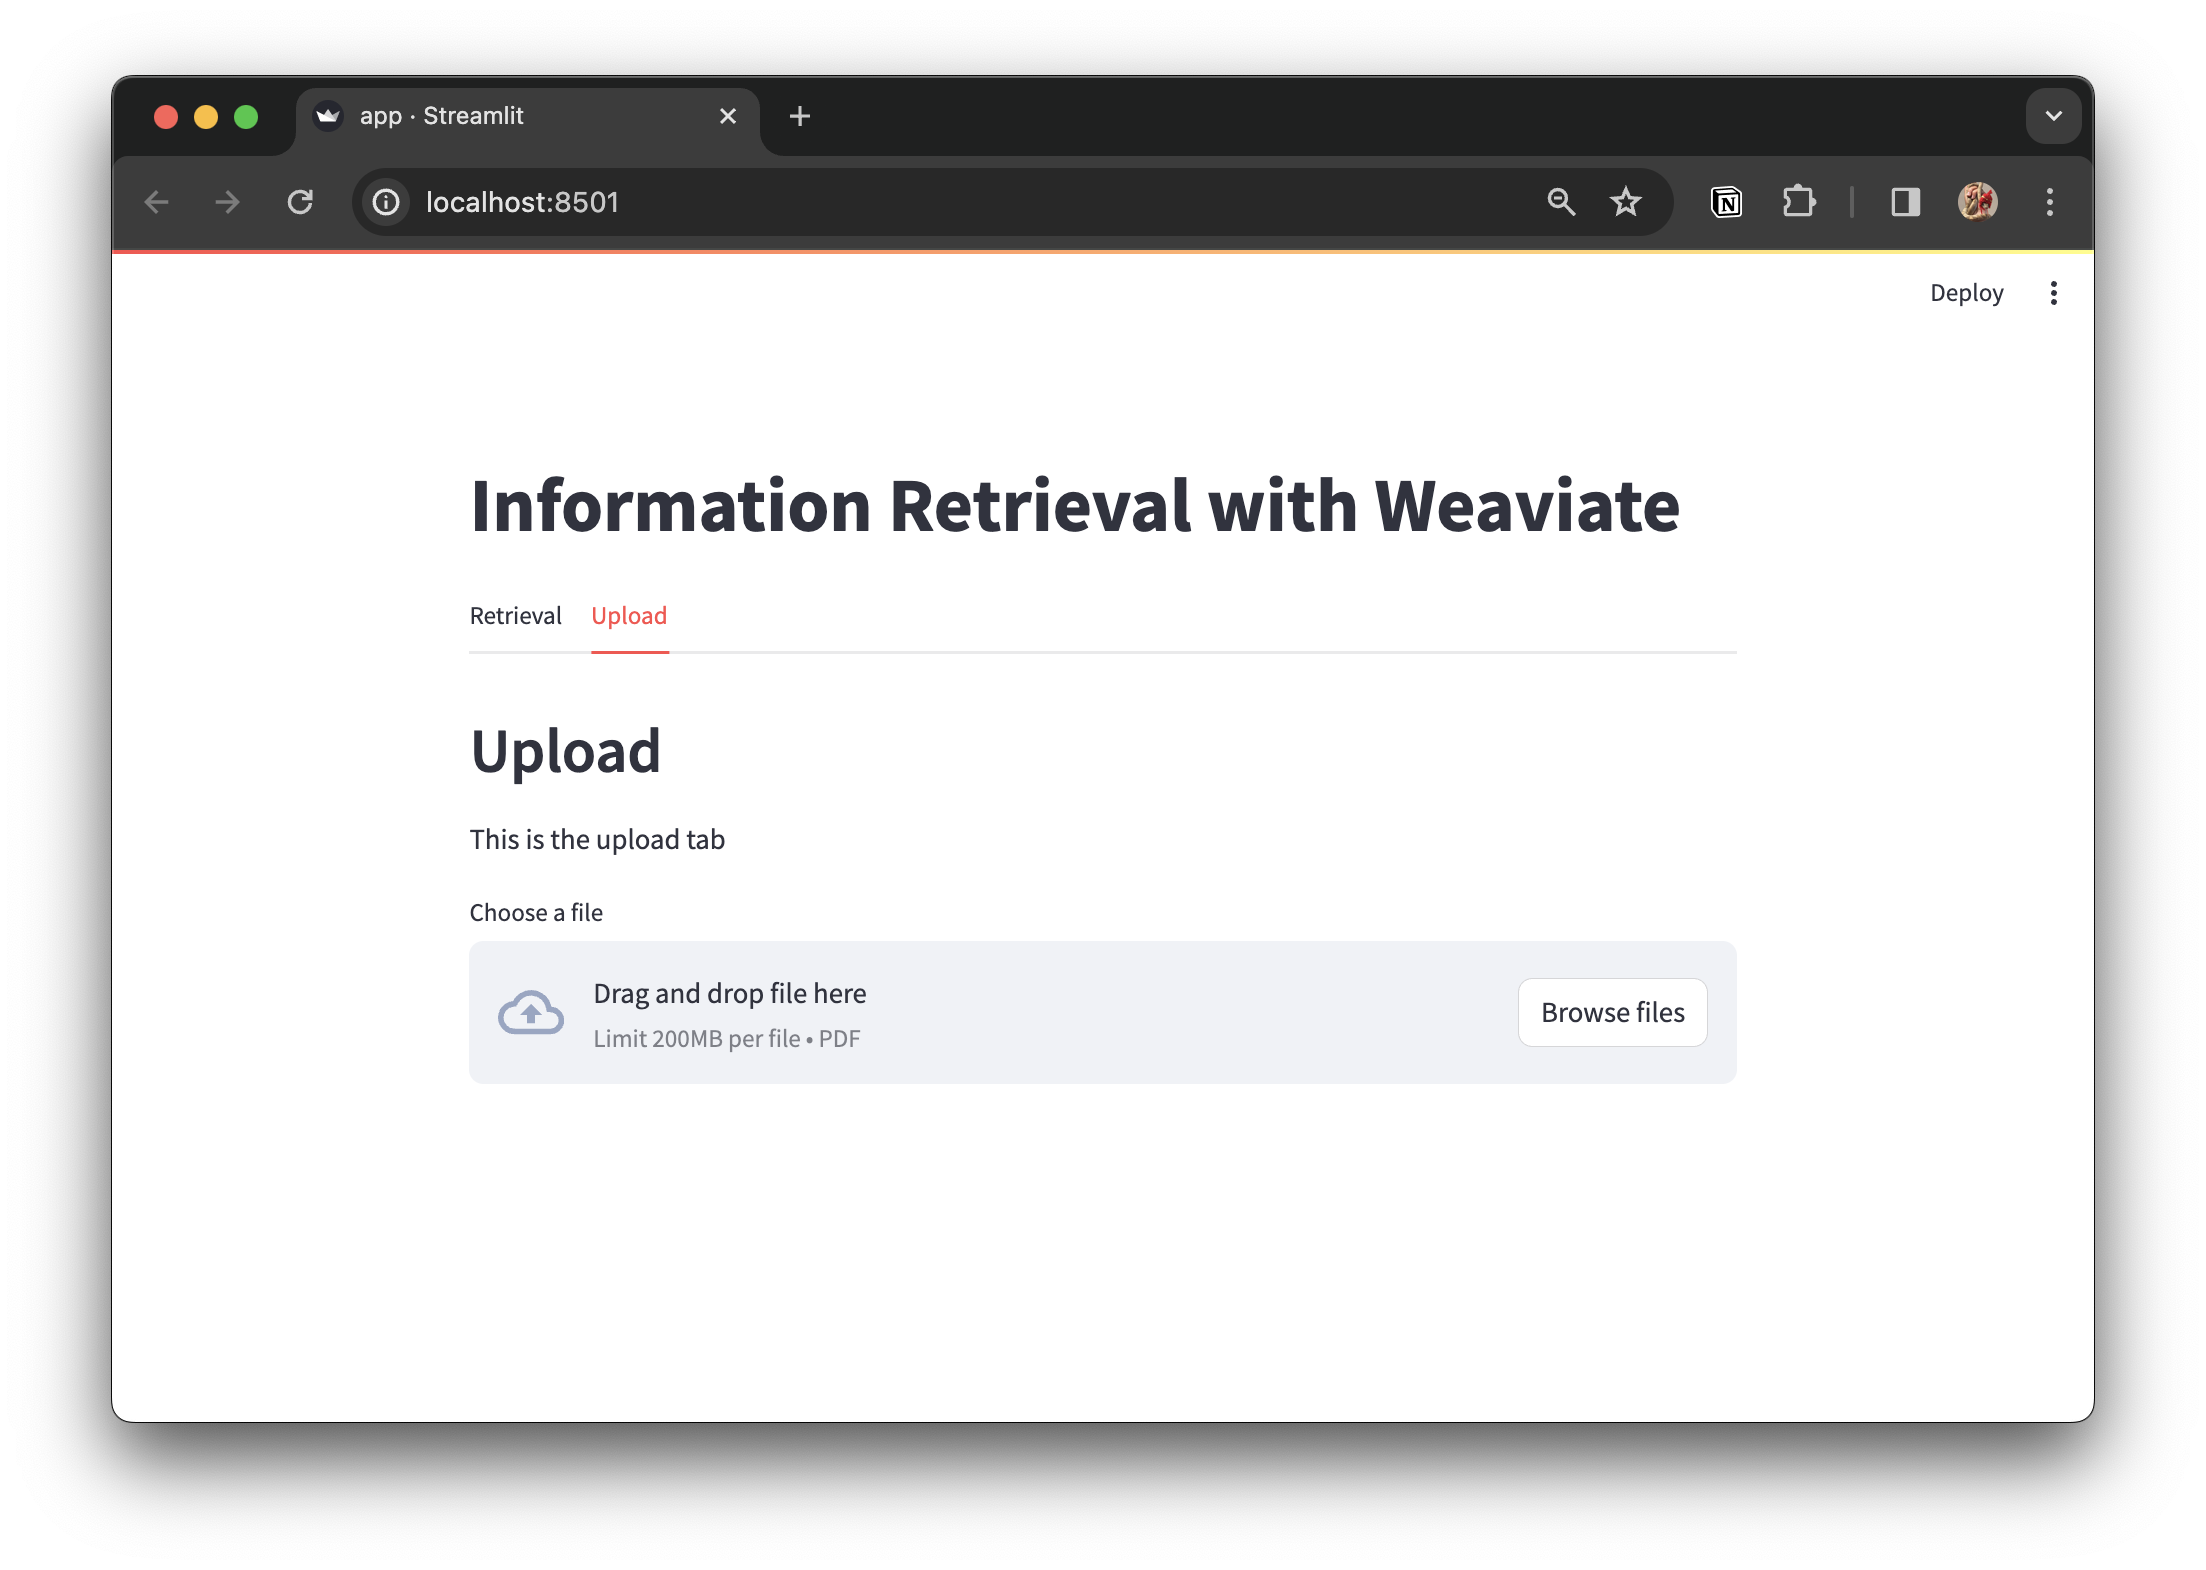 app · Streamlit
localhost:8501
N
Deploy
Information Retrieval with Weaviate
Retrieval Upload
Upload
This is the upload tab
Choose a file
Drag and drop file here
Limit 200MB per file • PDF
Browse files